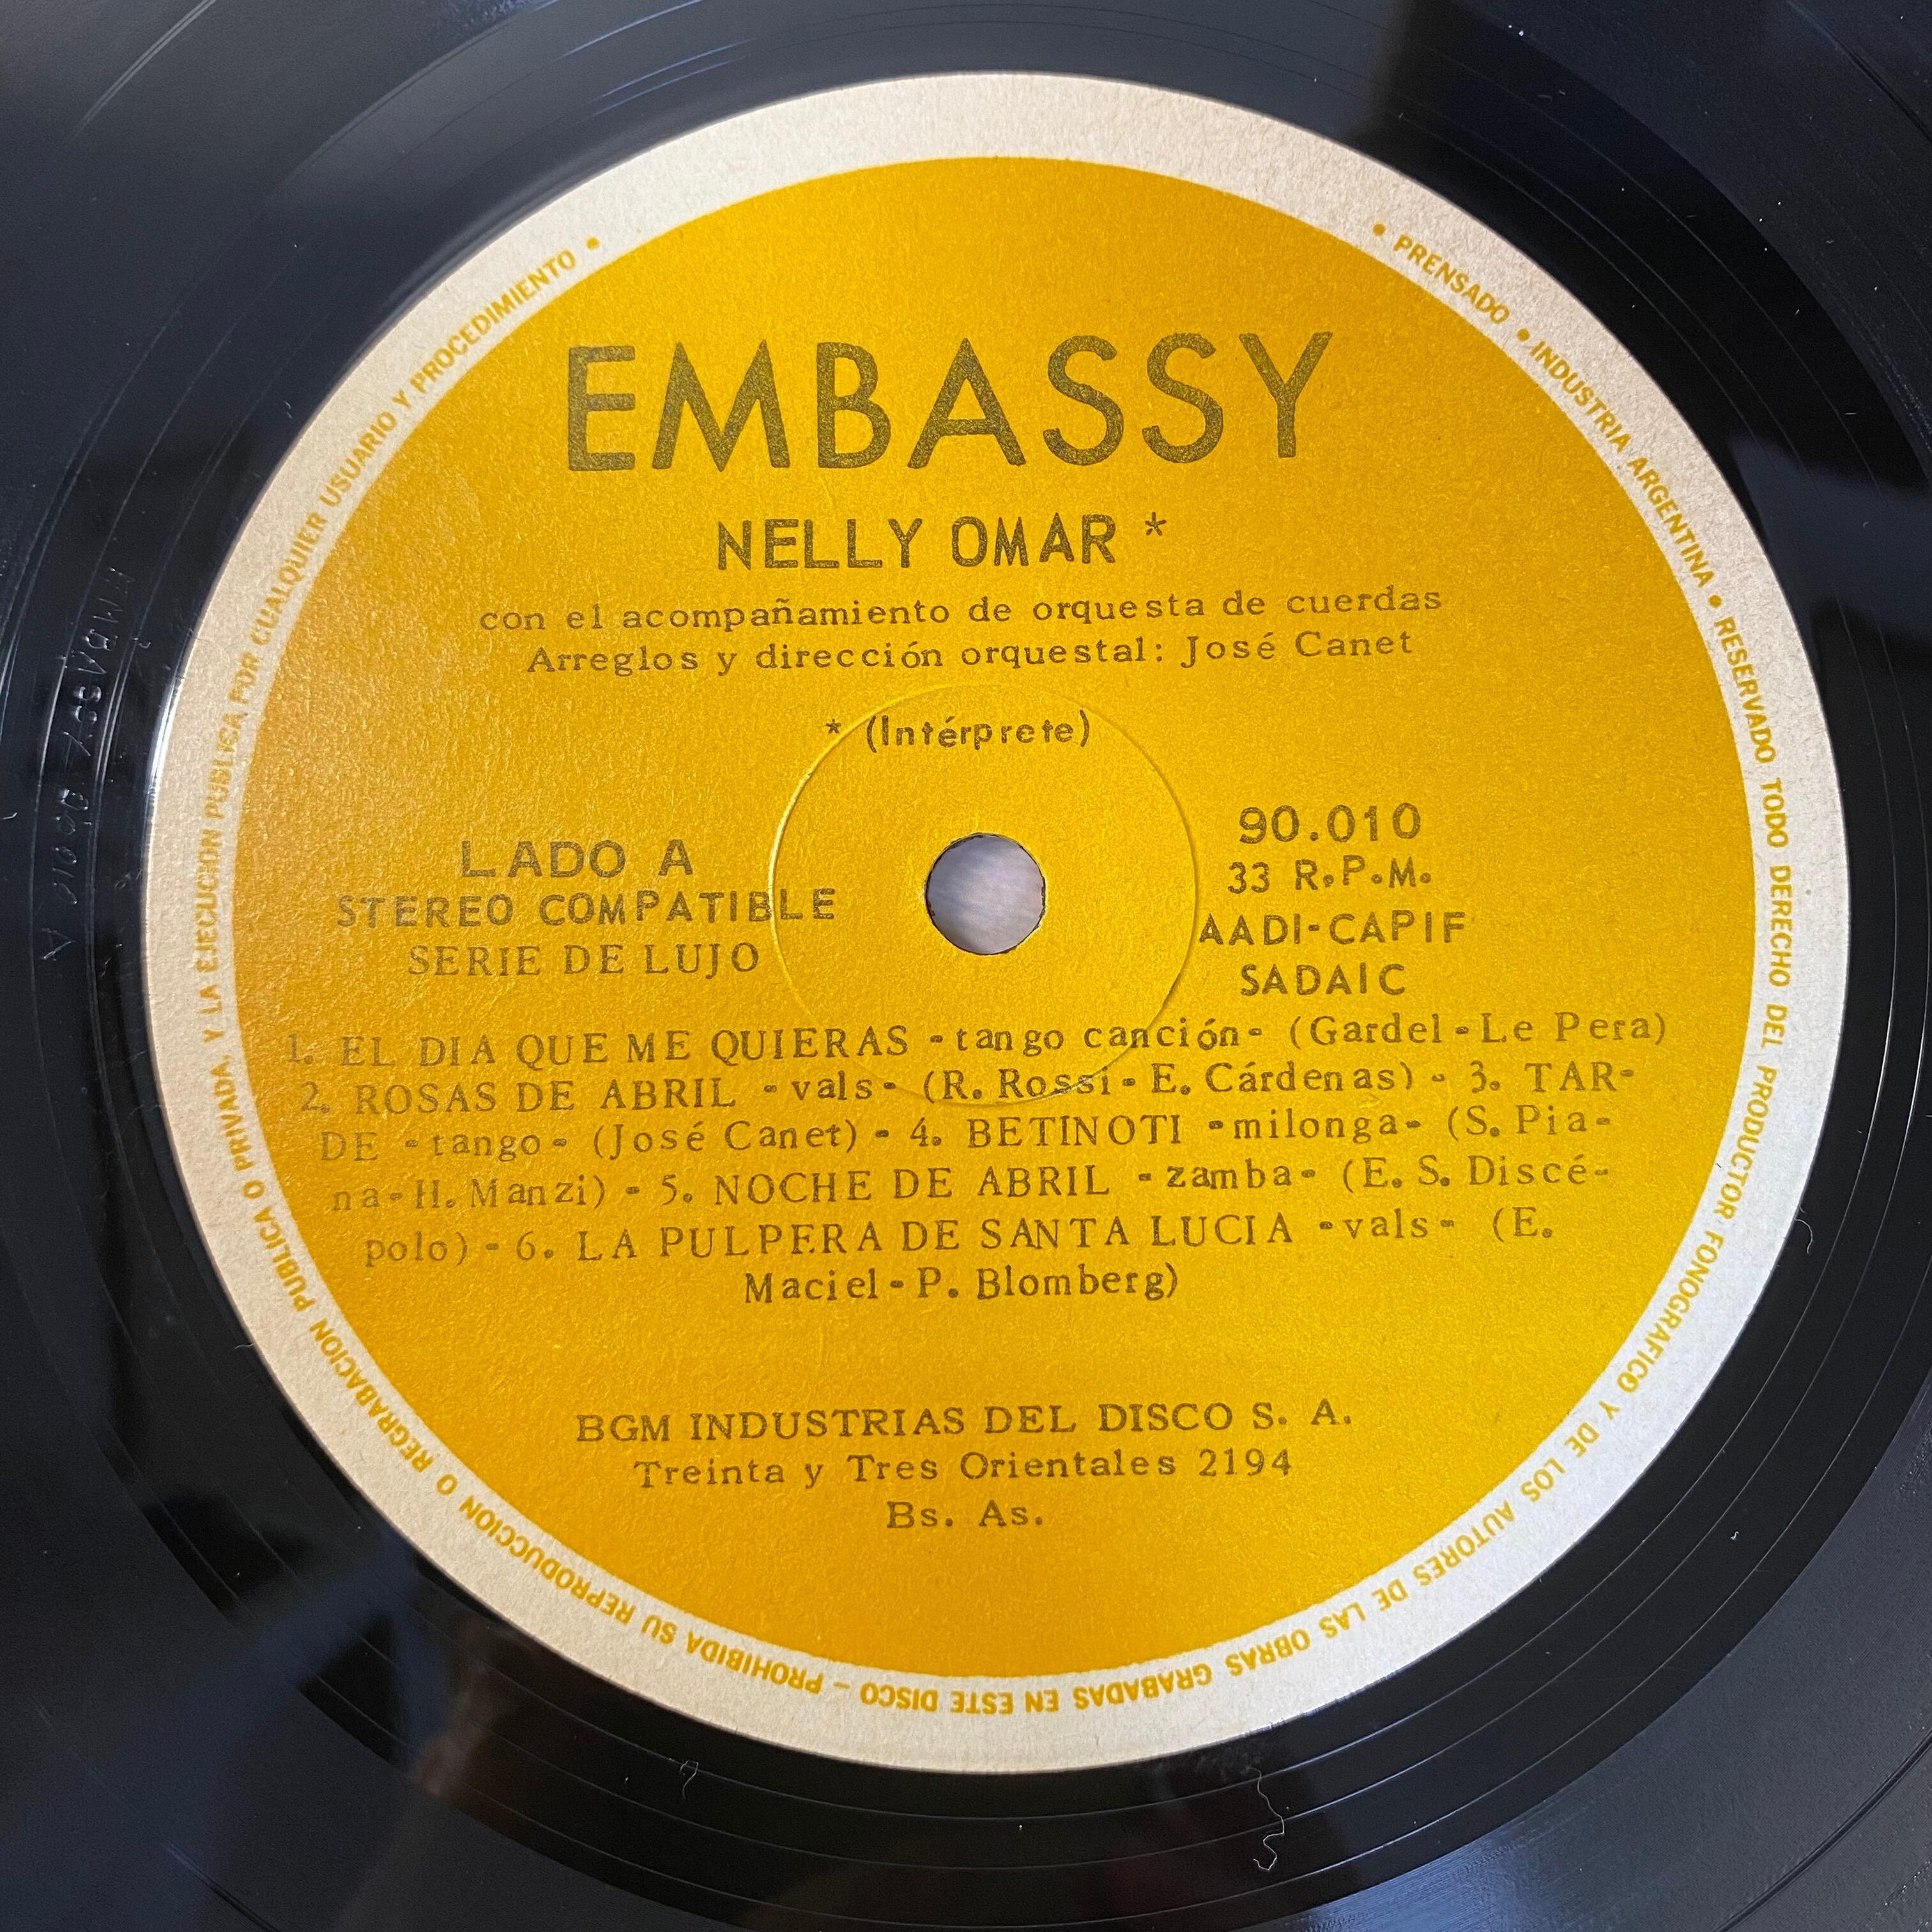 EMBASSY
NELLY OMAR *
con el acompañamiento de orquesta de cuerdas
Arreglos y dirección orquestal: José Canet
* (Intérprete)
LADO A
STEREO COMPATIBLE
SERIE DE LUJO
90.010
33 R.P.M.
AADI-CAPIF
SADAIC
1. EL DIA QUE ME QUIERAS -tango canción- (Gardel-Le Pera)
2. ROSAS DE ABRIL -vals- (R. Rossi-E. Cárdenas) - 3. TAR-
DE -tango- (José Canet) - 4. BETINOTI -milonga- (S. Pia-
na-H. Manzi) - 5. NOCHE DE ABRIL -zamba- (E. S. Discé-
polo) - 6. LA PULPERA DE SANTA LUCIA -vals- (E.
Maciel-P. Blomberg)
BGM INDUSTRIAS DEL DISCO S. A.
Treinta y Tres Orientales 2194
Bs. As.
• PRENSADO • INDUSTRIA ARGENTINA • RESERVADO TODO DERECHO DEL PRODUCTOR FONOGRAFICO Y DE LOS AUTORES DE LAS OBRAS GRABADAS EN ESTE DISCO - PROHIBIDA SU REPRODUCCION O REGRABACION PUBLICA O PRIVADA, Y LA EJECUCION PUBLICA POR CUALQUIER USUARIO Y PROCEDIMIENTO •
EMBASSY 90010 A